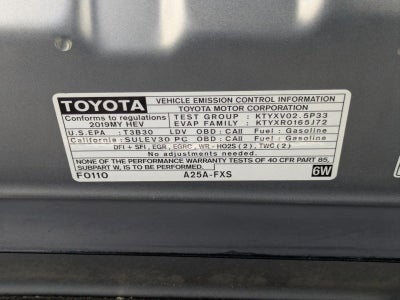 TOYOTA VEHICLE EMISSION CONTROL INFORMATION
TOYOTA MOTOR CORPORATION
Conforms to regulations TEST GROUP : KTYXV02.5P33
2019MY HEV EVAP FAMILY : KTYXR0165J72
U.S.EPA : T3B30 LDV OBD: CAII Fuel: Gasoline
California : SULEV30 PC OBD: CAII Fuel: Gasoline
DFI + SFI, EGR, EGRC, WR-HO2S (2), TWC (2)
No adjustments needed.
NONE OF THE PERFORMANCE WARRANTY TESTS OF 40 CFR PART 85,
SUBPART W, IS TO BE PERFORMED.
F0110 A25A-FXS 6W